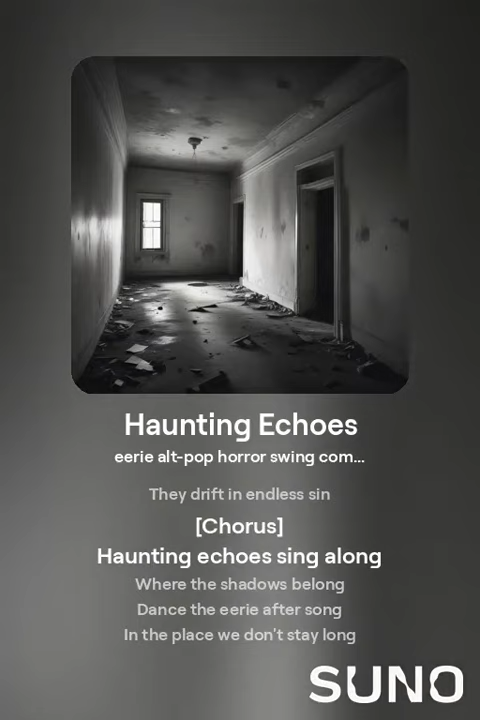 Haunting Echoes
eerie alt-pop horror swing com...
They drift in endless sin
[Chorus]
Haunting echoes sing along
Where the shadows belong
Dance the eerie after song
In the place we don't stay long
SUNO